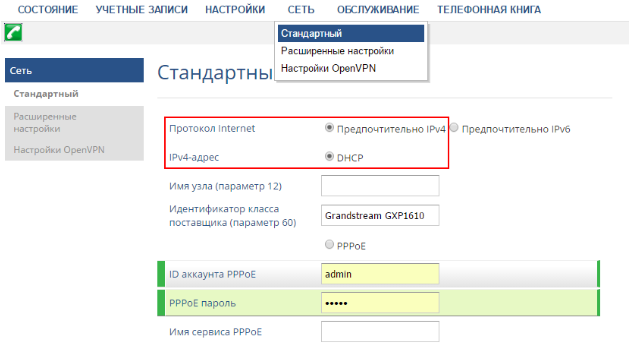 СОСТОЯНИЕ УЧЕТНЫЕ ЗАПИСИ НАСТРОЙКИ СЕТЬ ОБСЛУЖИВАНИЕ ТЕЛЕФОННАЯ КНИГА
Стандартный
Расширенные настройки
Настройки OpenVPN
Сеть
Стандартный
Расширенные
настройки
Настройки OpenVPN
Стандартны
Протокол Internet Предпочтительно IPv4 Предпочтительно IPv6
IPv4-адрес DHCP
Имя узла (параметр 12)
Идентификатор класса
поставщика (параметр 60) Grandstream GXP1610
PPPoE
ID аккаунта PPPoE admin
PPPoE пароль •••••
Имя сервиса PPPoE